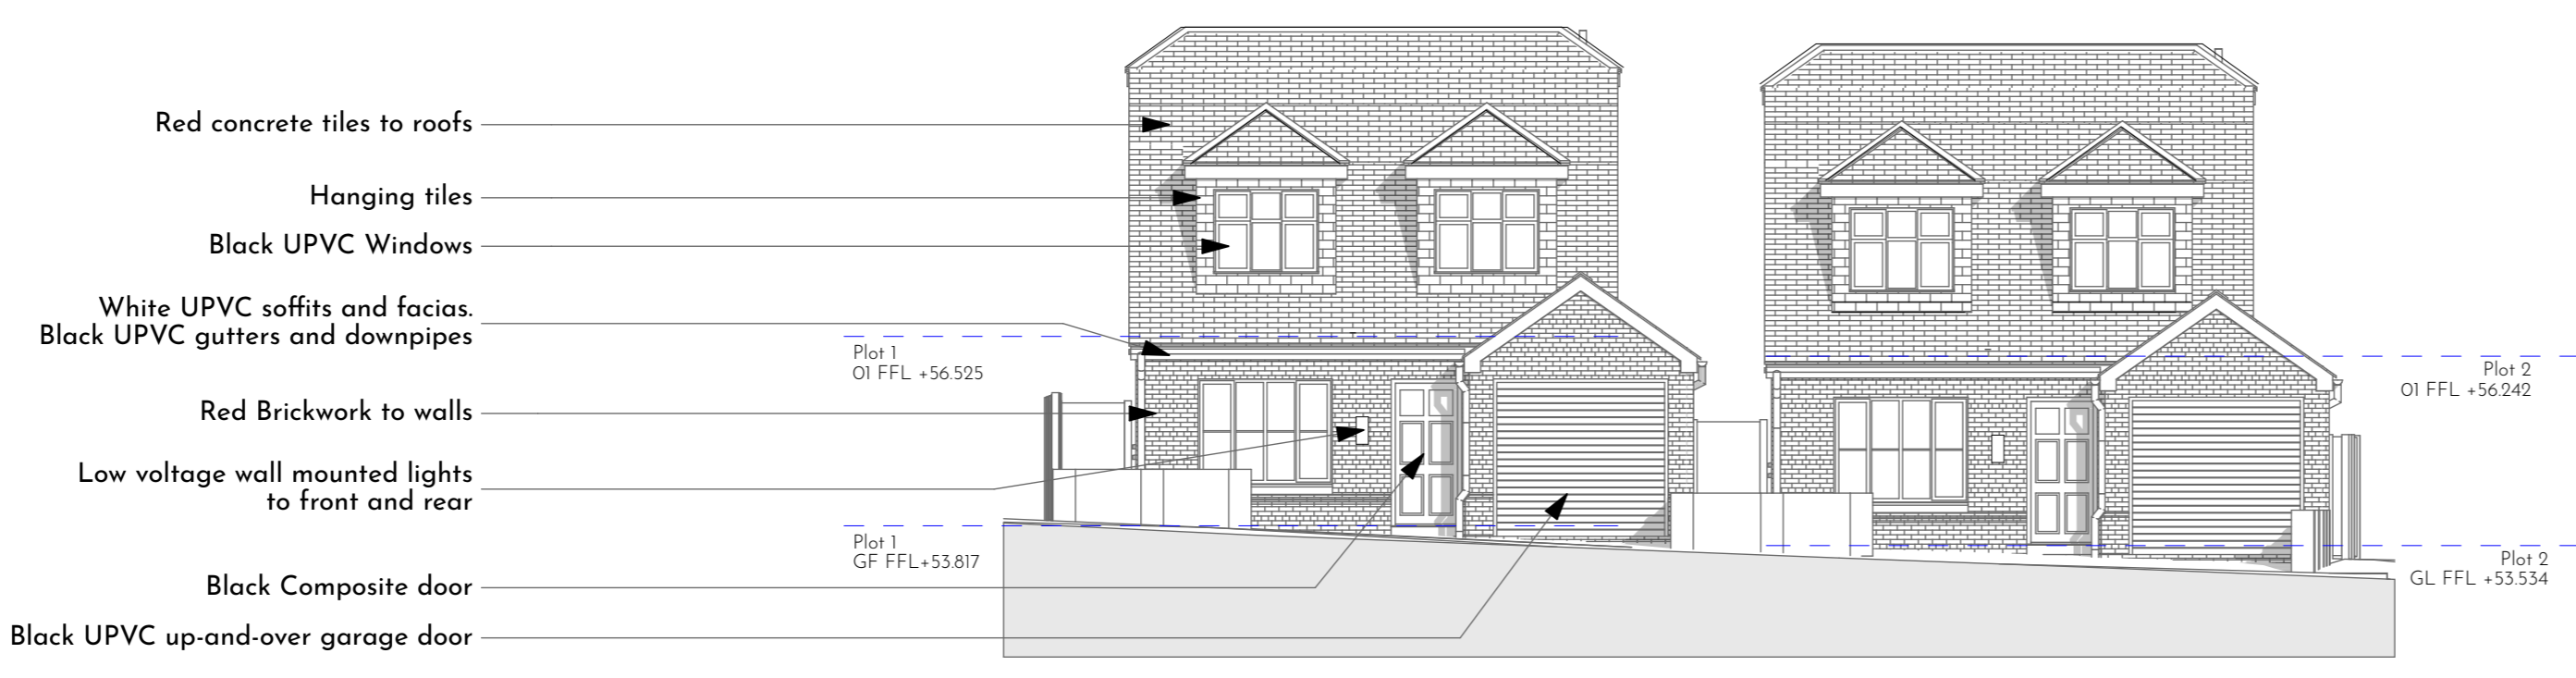 Red concrete tiles to roofs
Hanging tiles
Black UPVC Windows
White UPVC soffits and facias.
Black UPVC gutters and downpipes
Plot 1
01 FFL +56.525
Red Brickwork to walls
Low voltage wall mounted lights
to front and rear
Plot 1
GF FFL+53.817
Black Composite door
Black UPVC up-and-over garage door
Plot 2
01 FFL +56.242
Plot 2
GL FFL +53.534